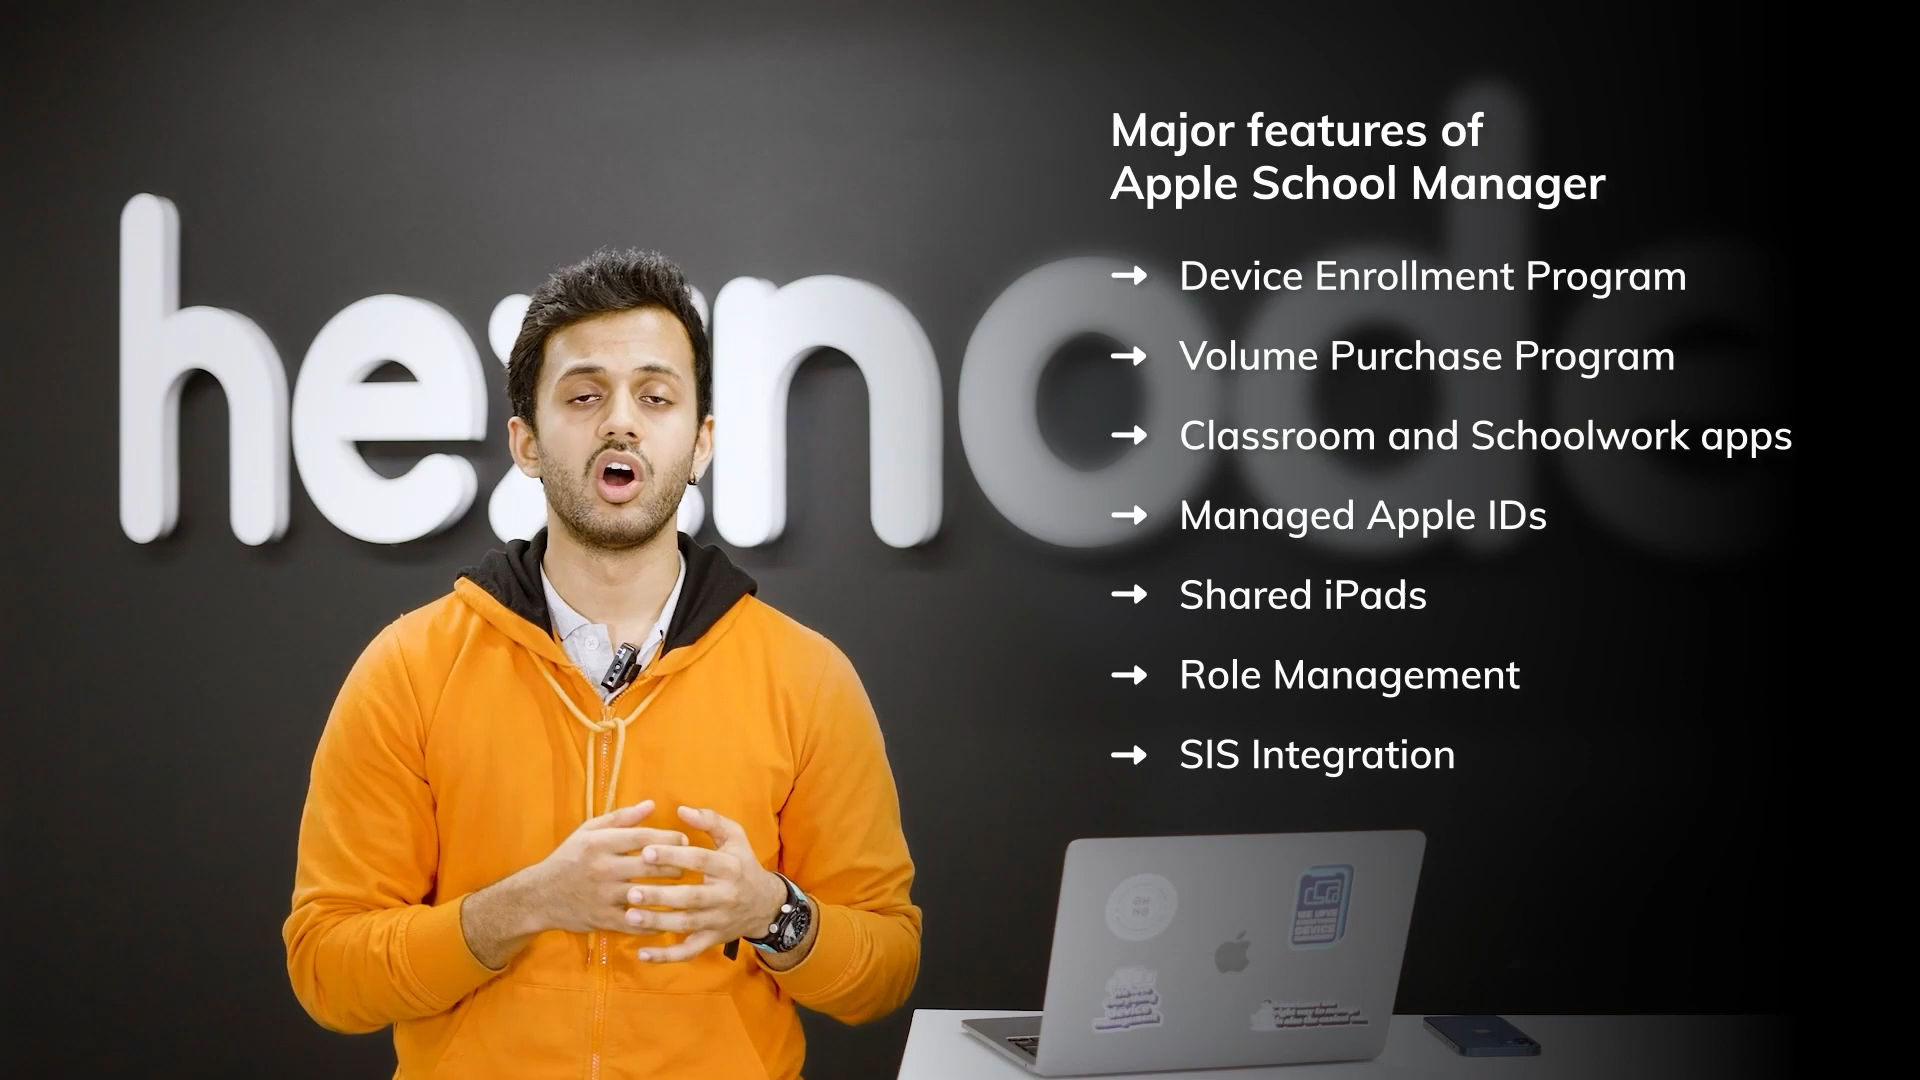 hexnode
Major features of
Apple School Manager
Device Enrollment Program
Volume Purchase Program
Classroom and Schoolwork apps
Managed Apple IDs
Shared iPads
Role Management
SIS Integration